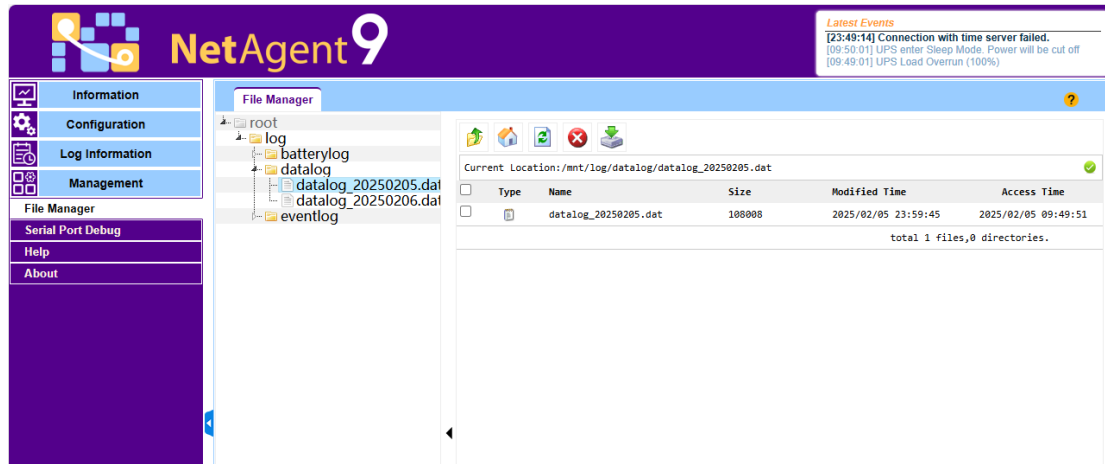 NetAgent 9
Latest Events
[23:49:14] Connection with time server failed.
[09:50:01] UPS enter Sleep Mode. Power will be cut off
[09:49:01] UPS Load Overrun (100%)
Information
Configuration
Log Information
Management
File Manager
Serial Port Debug
Help
About
File Manager
?
root
log
batterylog
datalog
datalog_20250205.dat
datalog_20250206.dat
eventlog
Current Location:/mnt/log/datalog/datalog_20250205.dat
Type Name Size Modified Time Access Time
datalog_20250205.dat 108008 2025/02/05 23:59:45 2025/02/05 09:49:51
total 1 files,0 directories.